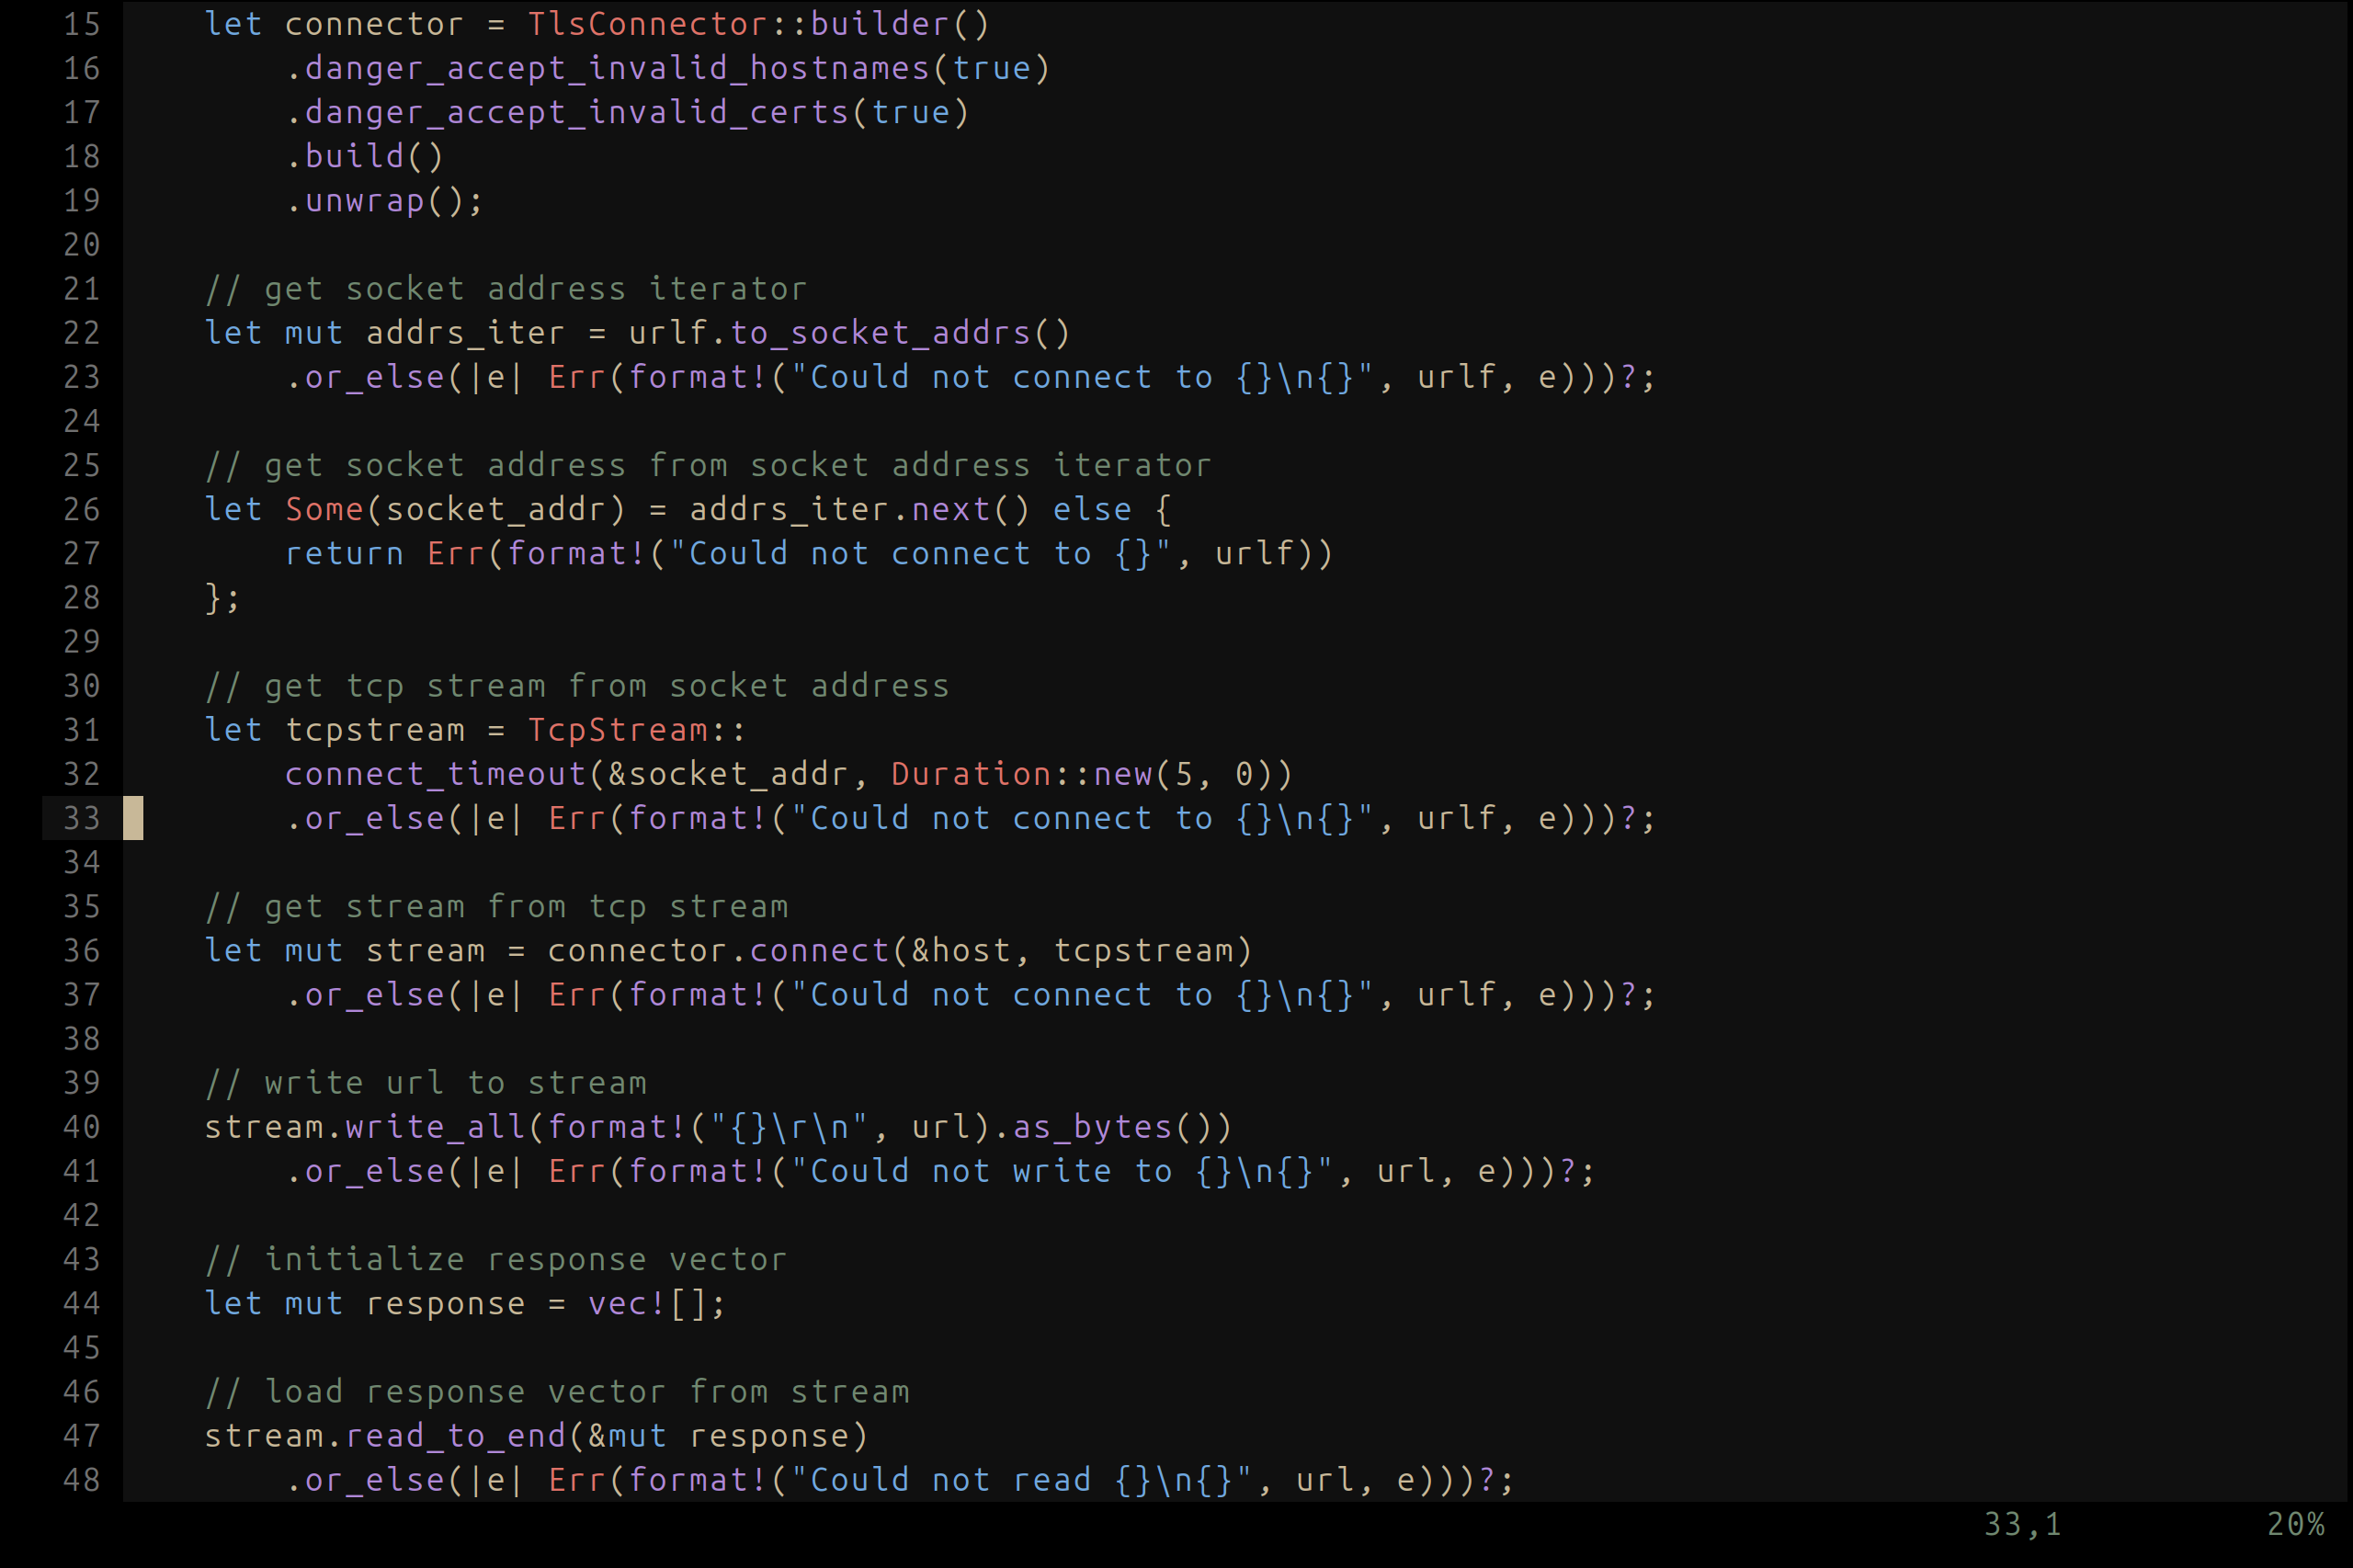 15     let connector = TlsConnector::builder()
16         .danger_accept_invalid_hostnames(true)
17         .danger_accept_invalid_certs(true)
18         .build()
19         .unwrap();
20
21     // get socket address iterator
22     let mut addrs_iter = urlf.to_socket_addrs()
23         .or_else(|e| Err(format!("Could not connect to {}\n{}", urlf, e)))?;
24
25     // get socket address from socket address iterator
26     let Some(socket_addr) = addrs_iter.next() else {
27         return Err(format!("Could not connect to {}", urlf))
28     };
29
30     // get tcp stream from socket address
31     let tcpstream = TcpStream::
32         connect_timeout(&socket_addr, Duration::new(5, 0))
33         .or_else(|e| Err(format!("Could not connect to {}\n{}", urlf, e)))?;
34
35     // get stream from tcp stream
36     let mut stream = connector.connect(&host, tcpstream)
37         .or_else(|e| Err(format!("Could not connect to {}\n{}", urlf, e)))?;
38
39     // write url to stream
40     stream.write_all(format!("{}\r\n", url).as_bytes())
41         .or_else(|e| Err(format!("Could not write to {}\n{}", url, e)))?;
42
43     // initialize response vector
44     let mut response = vec![];
45
46     // load response vector from stream
47     stream.read_to_end(&mut response)
48         .or_else(|e| Err(format!("Could not read {}\n{}", url, e)))?;
33,1 20%